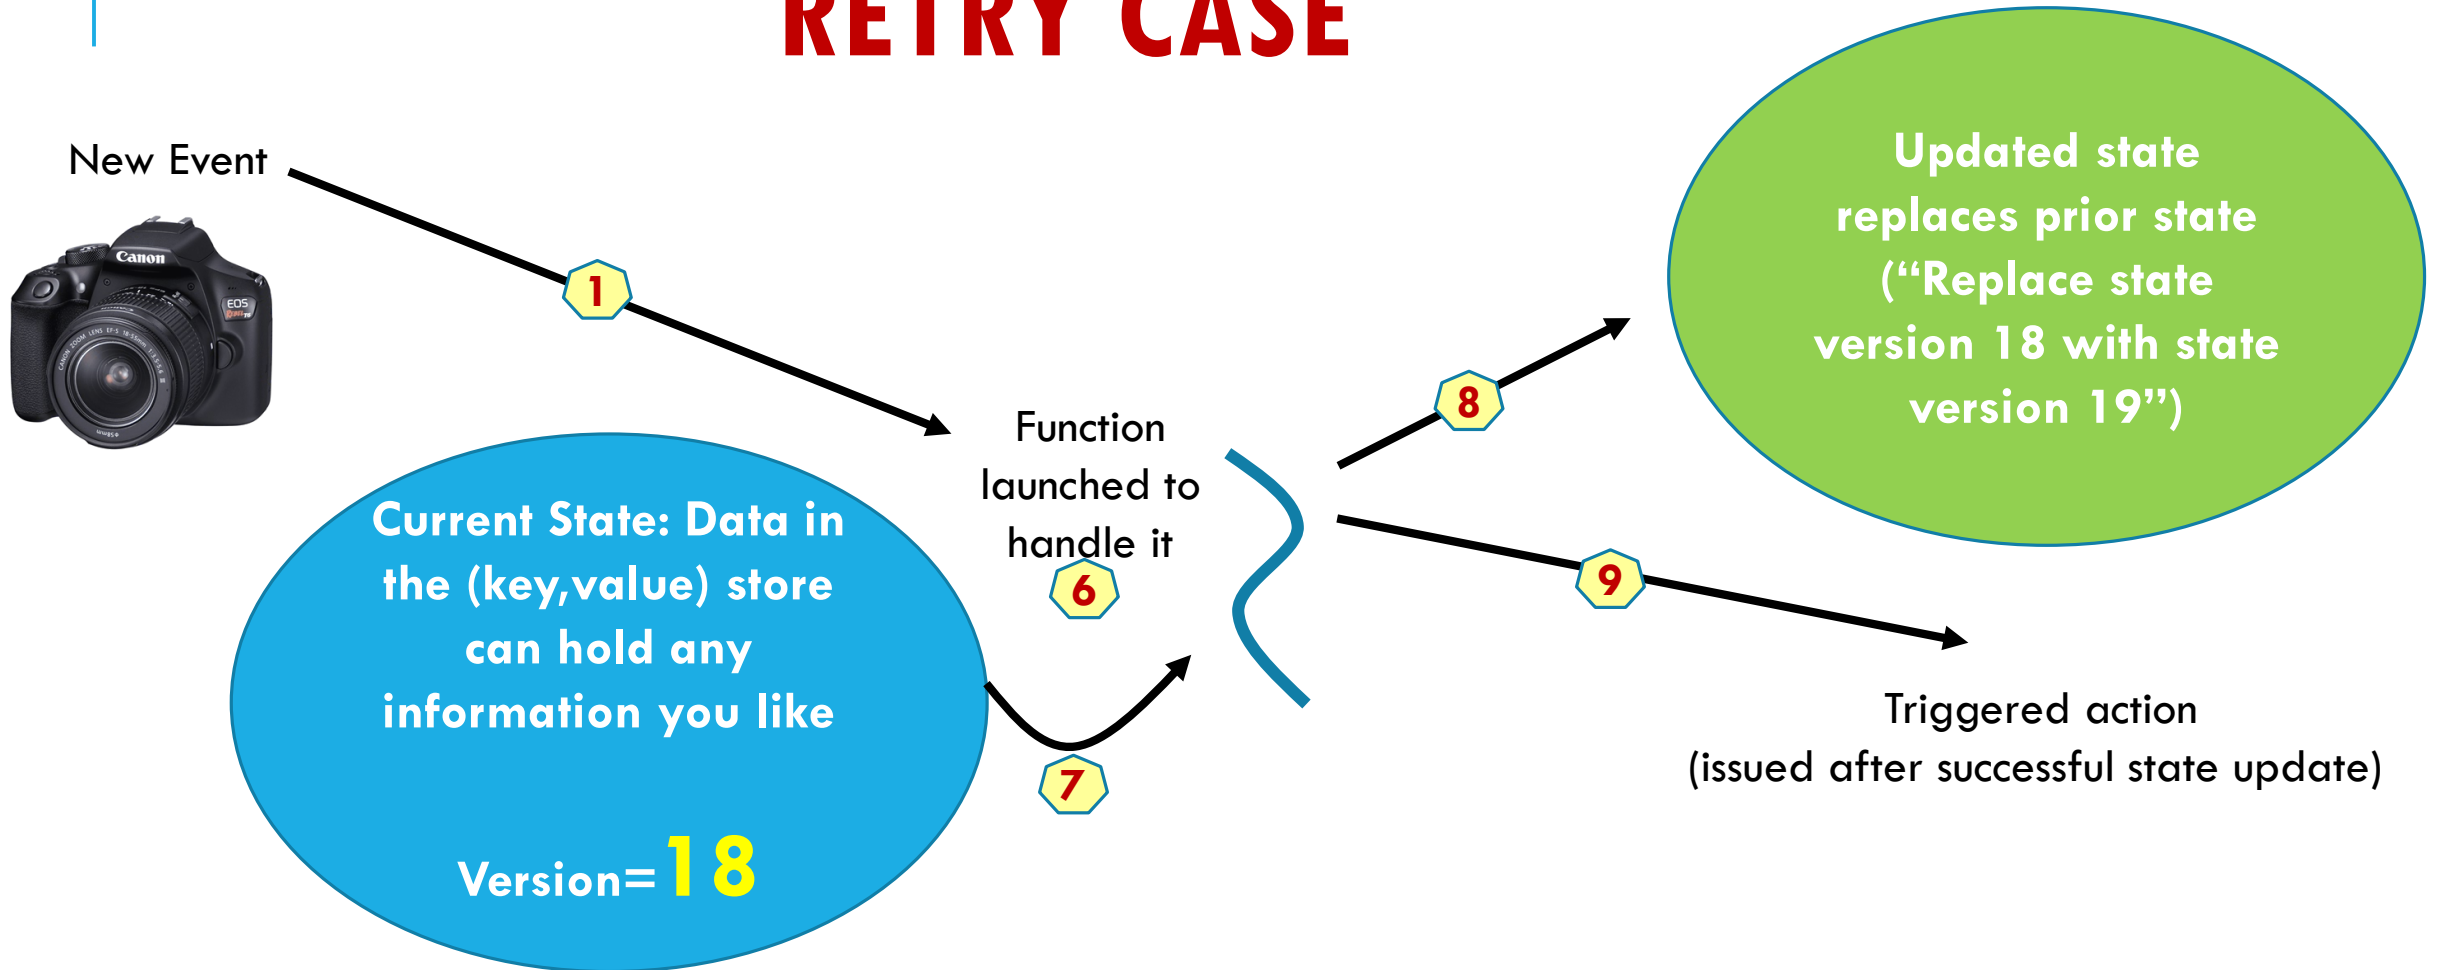 RETRY CASE
New Event
Canon
EOS
1
Function
launched to
handle it
6
Current State: Data in
the (key,value) store
can hold any
information you like
Version=18
7
8
Updated state
replaces prior state
(“Replace state
version 18 with state
version 19”)
9
Triggered action
(issued after successful state update)